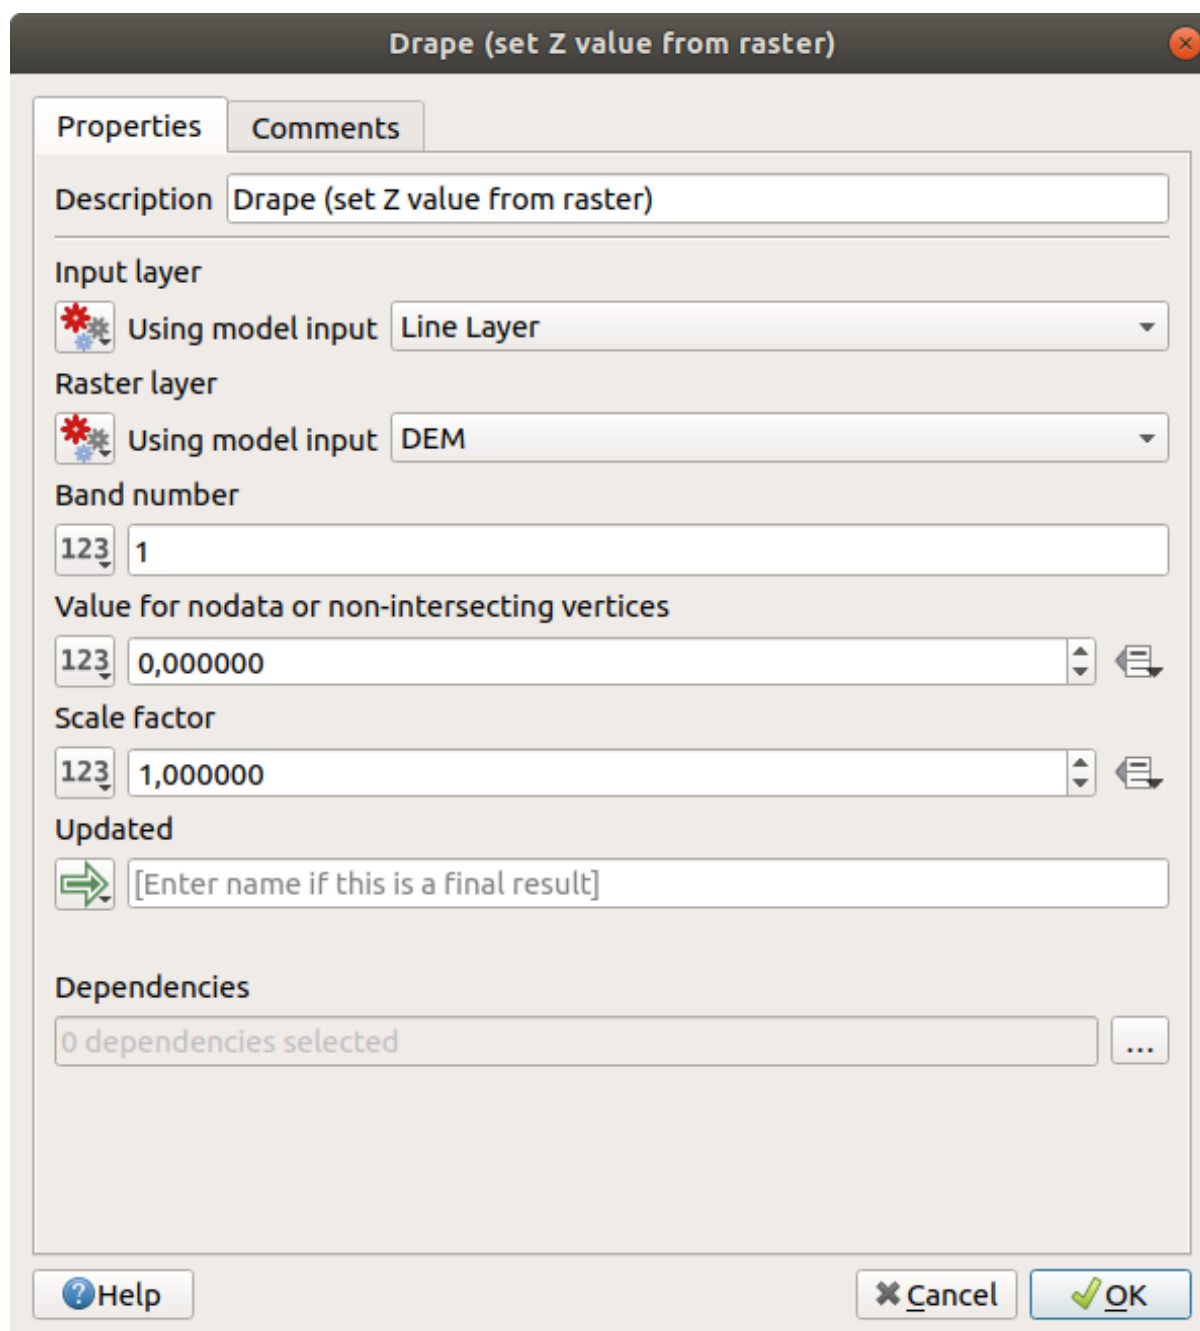 Drape (set Z value from raster)
Properties Comments
Description Drape (set Z value from raster)
Input layer
Using model input Line Layer
Raster layer
Using model input DEM
Band number
123 1
Value for nodata or non-intersecting vertices
123 0,000000
Scale factor
123 1,000000
Updated
[Enter name if this is a final result]
Dependencies
0 dependencies selected ...
Help Cancel OK